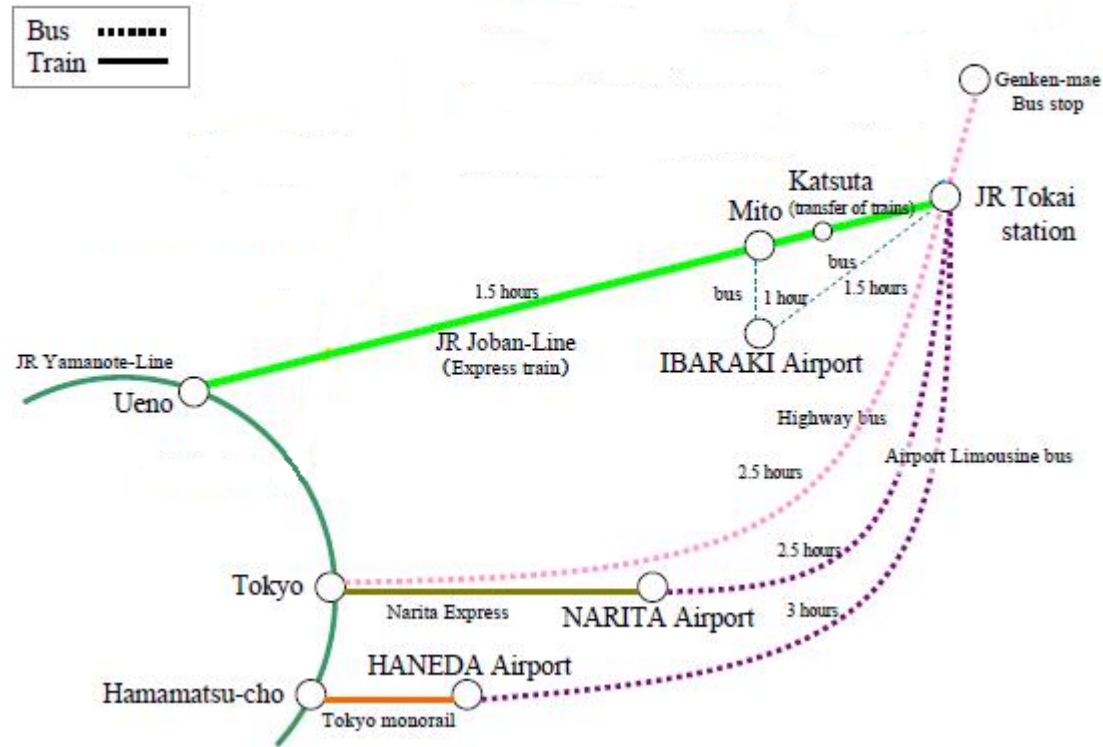 Bus
Train
Genken-mae
Bus stop
Katsuta
(transfer of trains)
Mito
JR Tokai
station
bus
bus
1 hour
1.5 hours
1.5 hours
JR Joban-Line
(Express train)
IBARAKI Airport
JR Yamanote-Line
Ueno
Highway bus
Airport Limousine bus
2.5 hours
2.5 hours
Tokyo
Narita Express
NARITA Airport
3 hours
HANEDA Airport
Hamamatsu-cho
Tokyo monorail